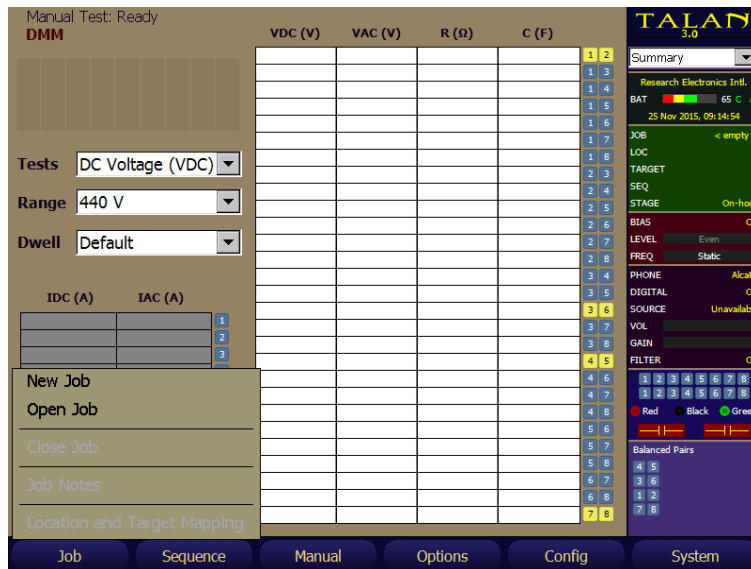 Manual Test: Ready
DMM
VDC (V) VAC (V) R (Ω) C (F)
1 2
1 3
1 4
1 5
1 6
1 7
1 8
2 3
2 4
2 5
2 6
2 7
2 8
3 4
3 5
3 6
3 7
3 8
4 5
4 6
4 7
4 8
5 6
5 7
5 8
6 7
6 8
7 8
Tests DC Voltage (VDC)
Range 440 V
Dwell Default
IDC (A) IAC (A)
1
2
3
New Job
Open Job
Close Job
Job Notes
Location and Target Mapping
TALAN
3.0
Summary
Research Electronics Intl.
BAT 65 C
25 Nov 2015, 09:14:54
JOB < empty
LOC
TARGET
SEQ
STAGE On-hoo
BIAS
LEVEL Even
FREQ Static
PHONE Alcat
DIGITAL
SOURCE Unavailab
VOL
GAIN
FILTER
1 2 3 4 5 6 7 8
1 2 3 4 5 6 7 8
Red Black Gree
Balanced Pairs
4 5
3 6
1 2
7 8
Job Sequence Manual Options Config System